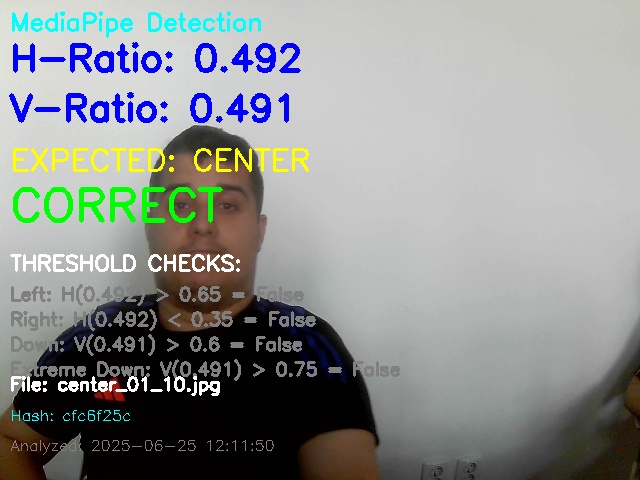 MediaPipe Detection
H-Ratio: 0.492
V-Ratio: 0.491
EXPECTED: CENTER
CORRECT
THRESHOLD CHECKS:
Left: H(0.492) > 0.65 = False
Right: H(0.492) < 0.35 = False
Down: V(0.491) > 0.6 = False
Extreme Down: V(0.491) > 0.75 = False
File: center_01_10.jpg
Hash: cfc6f25c
Analyzed: 2025-06-25 12:11:50